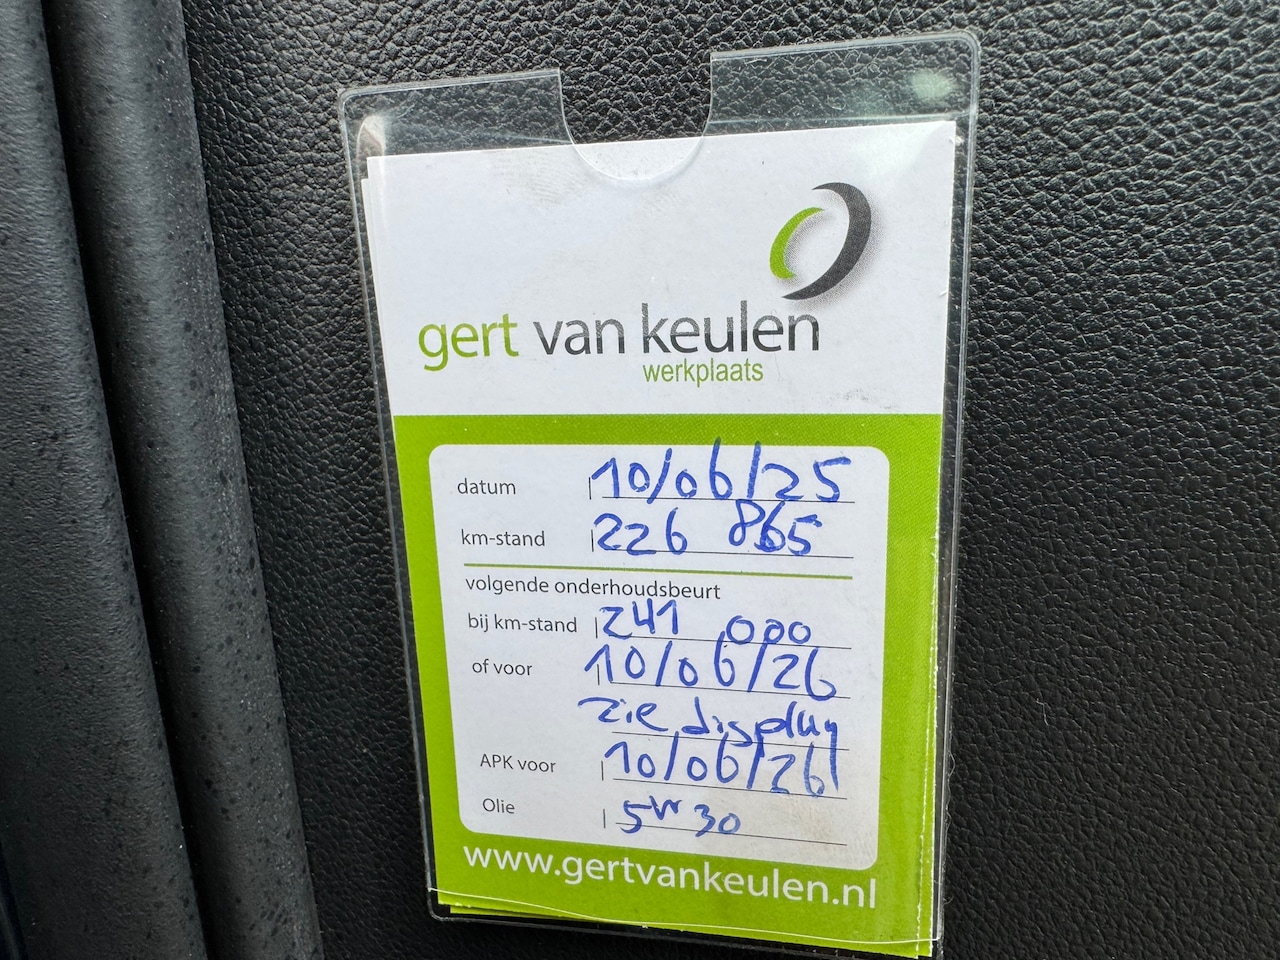 gert van keulen
werkplaats
datum 10/06/25
km-stand 226 865
volgende onderhoudsbeurt
bij km-stand 241 000
of voor 10/06/26
zie display
APK voor 10/06/26
Olie 5W30
www.gertvankeulen.nl